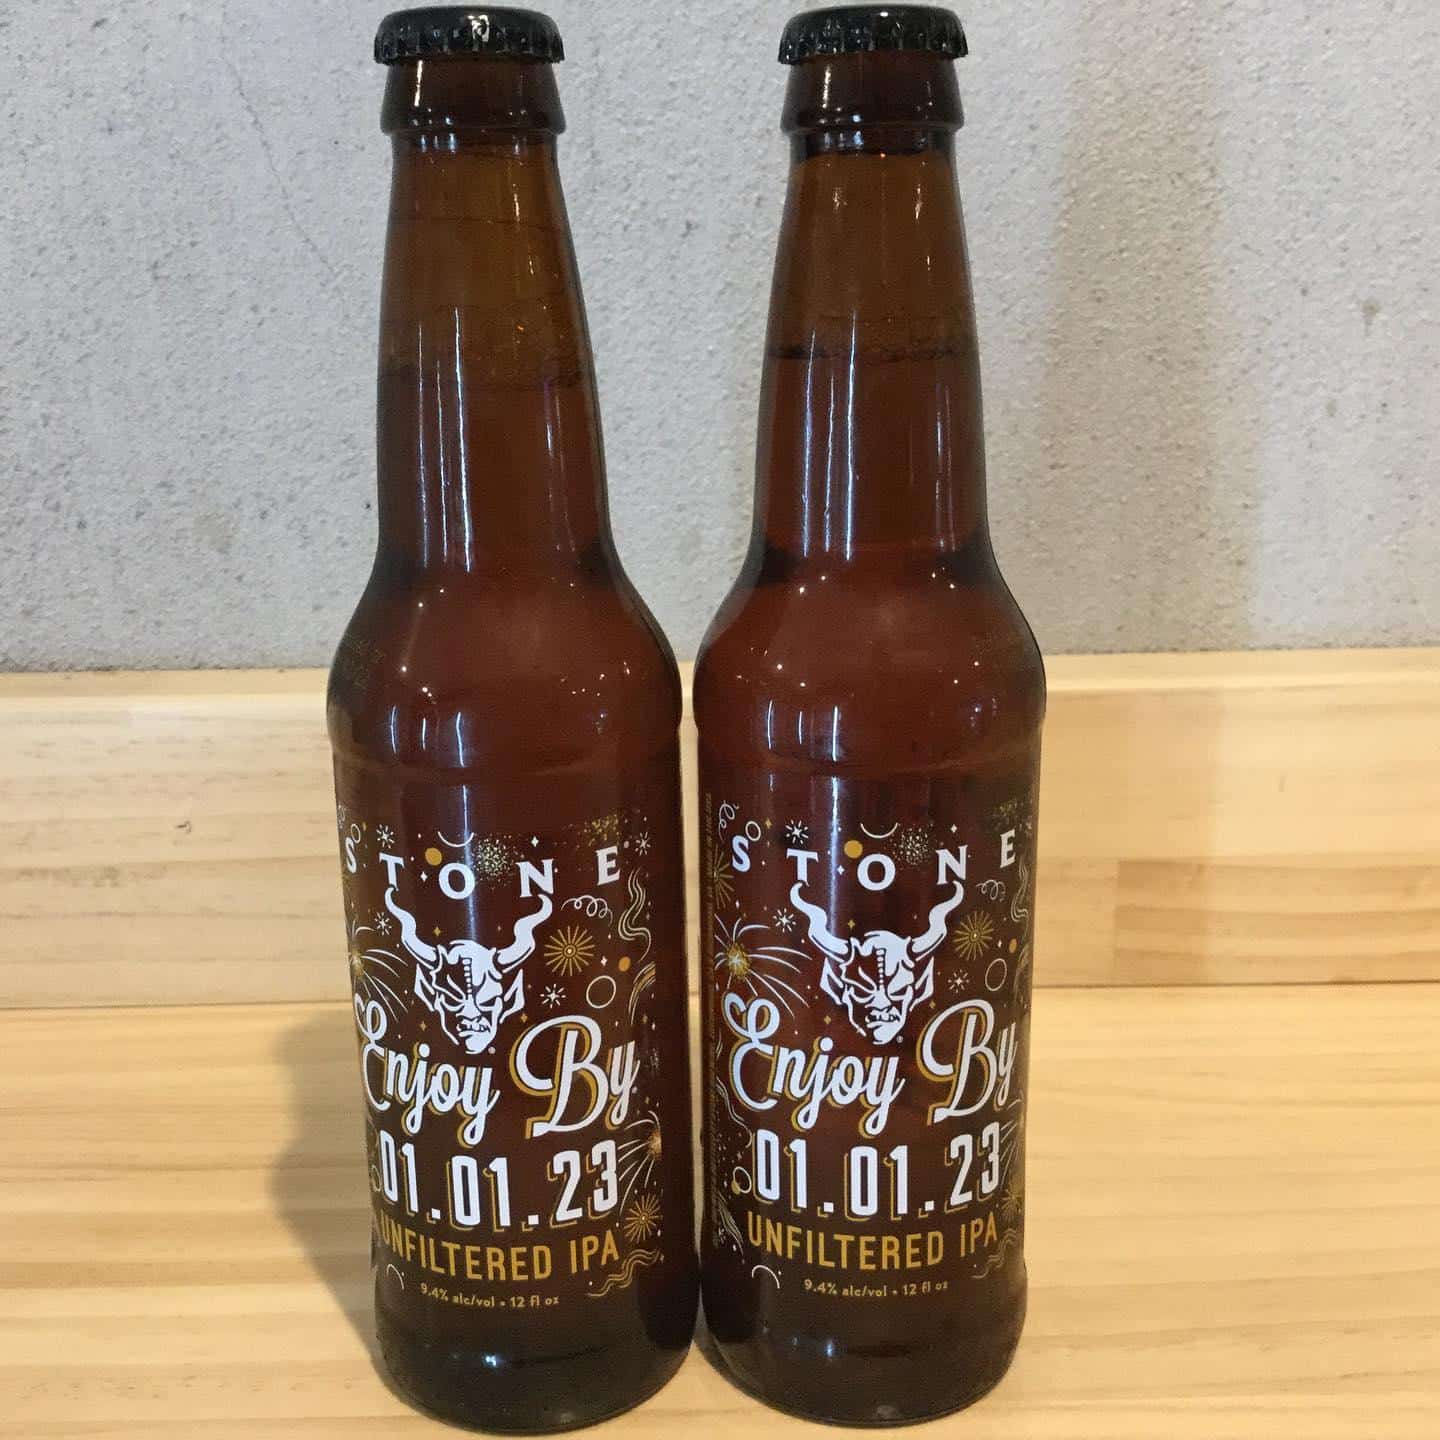 STONE
Enjoy By
01.01.23
UNFILTERED IPA
9.4% alc/vol • 12 fl oz
STONE
Enjoy By
01.01.23
UNFILTERED IPA
9.4% alc/vol • 12 fl oz